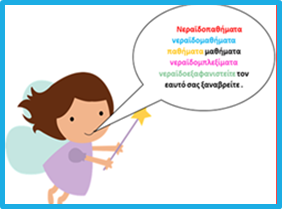 Νεραϊδοπαθήματα
νεραϊδομαθήματα
παθήματα μαθήματα
νεραϊδομπλεξίματα
νεραϊδοεξαφανιστείτε τον
εαυτό σας ξαναβρείτε .